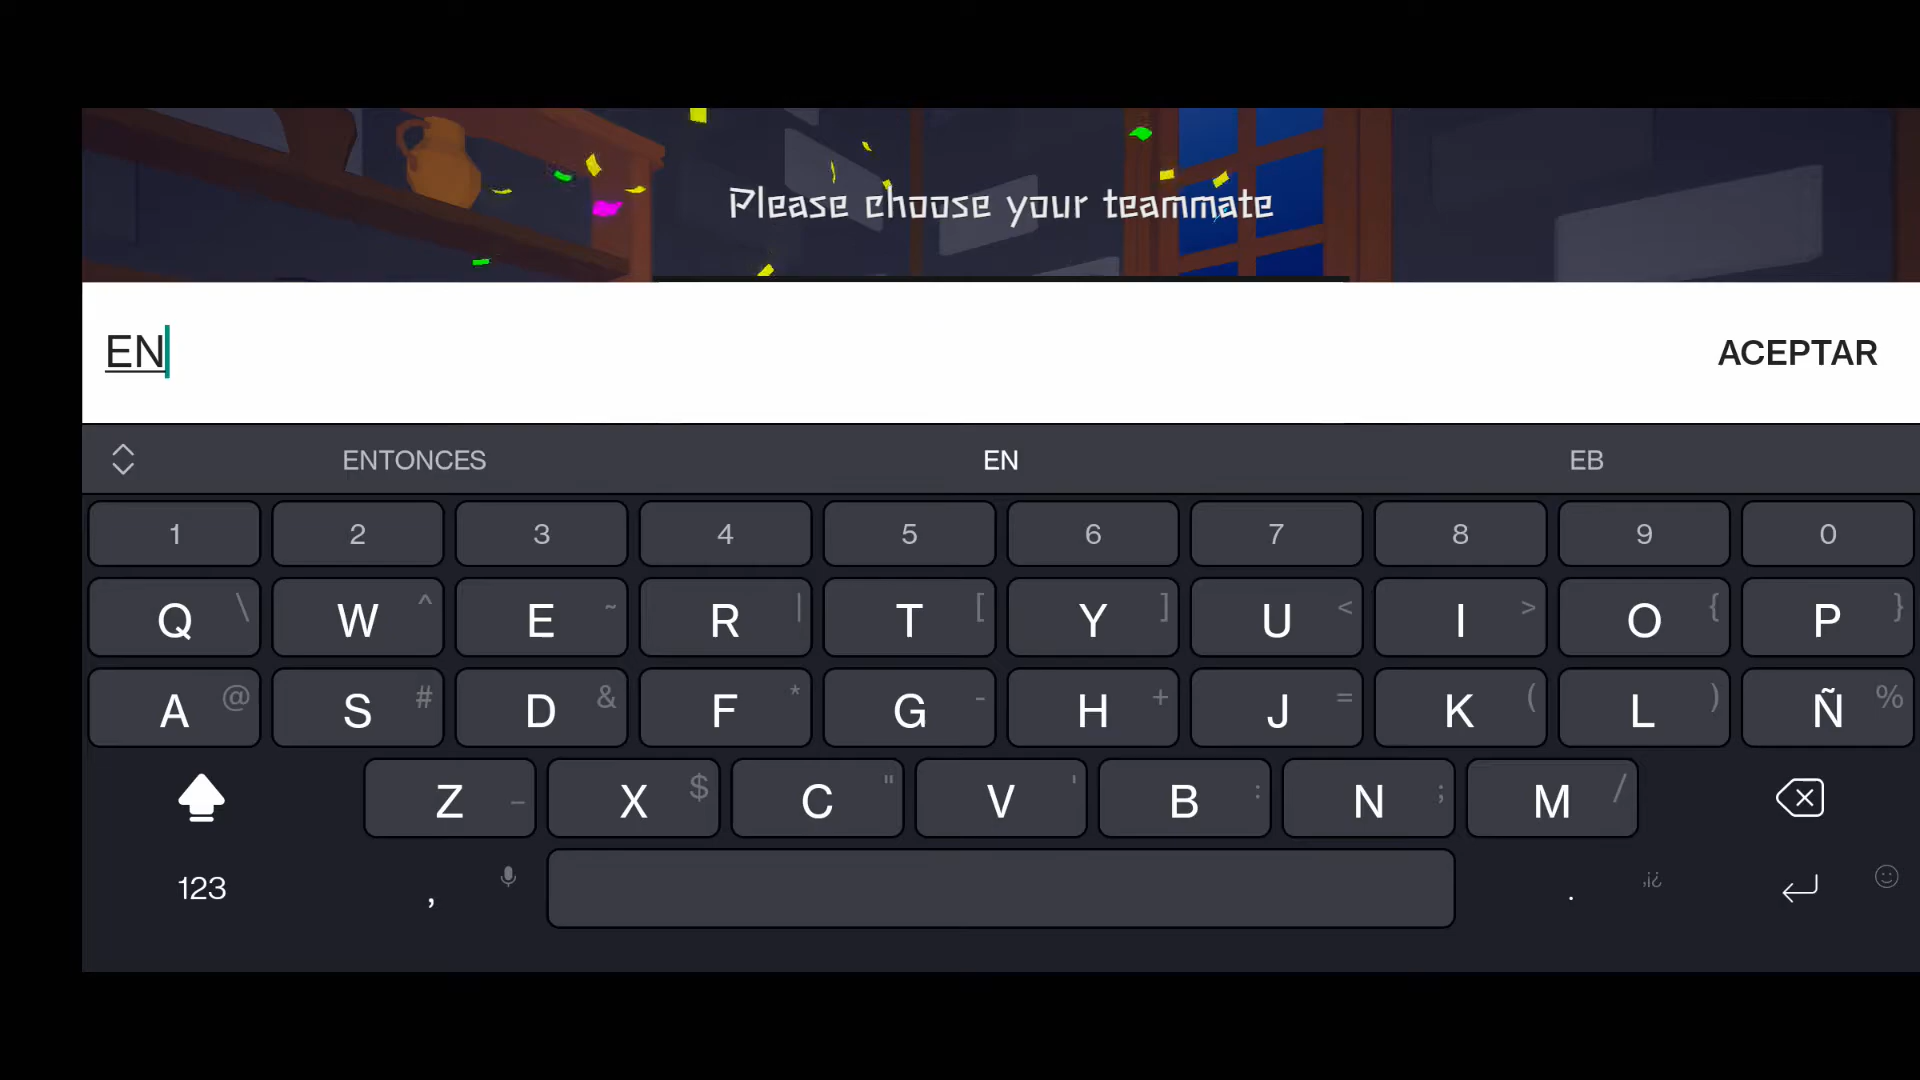 Please choose your teammate
EN
ACEPTAR
ENTONCES EN EB
1 2 3 4 5 6 7 8 9 0
Q \ W ^ E ~ R | T [ Y ] U < I > O { P }
A @ S # D & F * G - H + J = K ( L ) Ñ %
Z _ X $ C " V ' B : N ; M /
123 , . ,¡¿